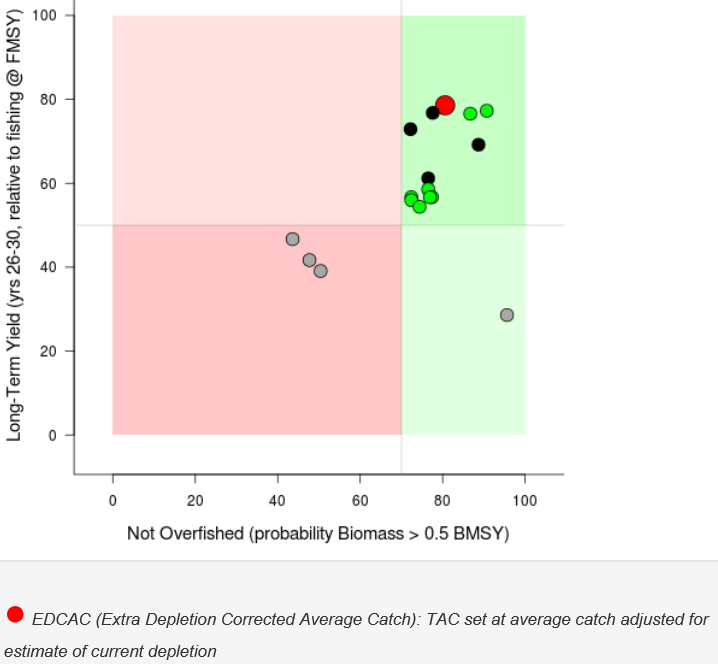 Long-Term Yield (yrs 26-30, relative to fishing @ FMSY)
100
80
60
40
20
0
0 20 40 60 80 100
Not Overfished (probability Biomass > 0.5 BMSY)
EDCAC (Extra Depletion Corrected Average Catch): TAC set at average catch adjusted for
estimate of current depletion